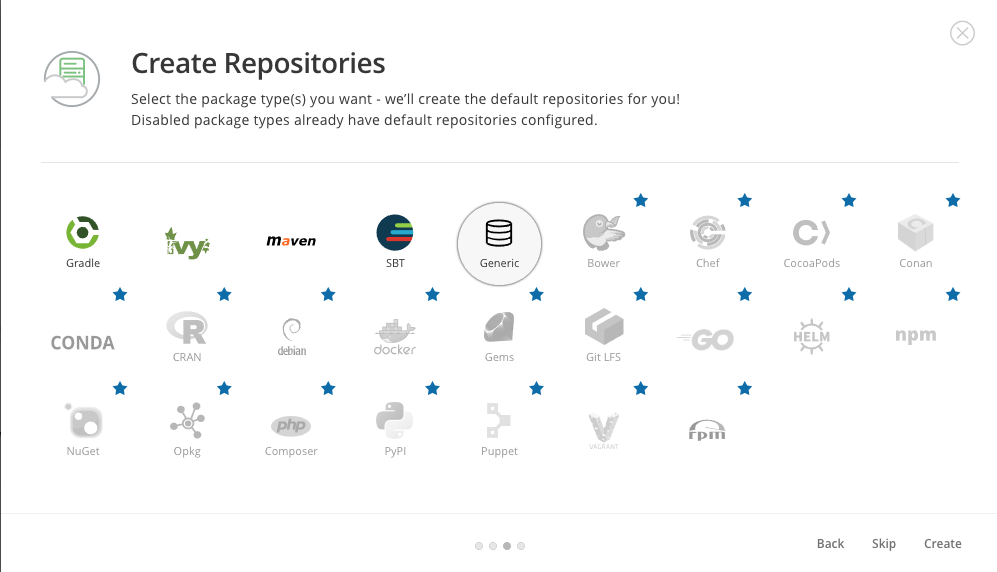 Create Repositories
Select the package type(s) you want - we'll create the default repositories for you!
Disabled package types already have default repositories configured.
Gradle
Ivy
maven
SBT
Generic
Bower
Chef
CocoaPods
Conan
CONDA
CRAN
debian
docker
Gems
Git LFS
GO
HELM
npm
NuGet
Opkg
php
Composer
PyPI
Puppet
VAGRANT
rpm
Back
Skip
Create